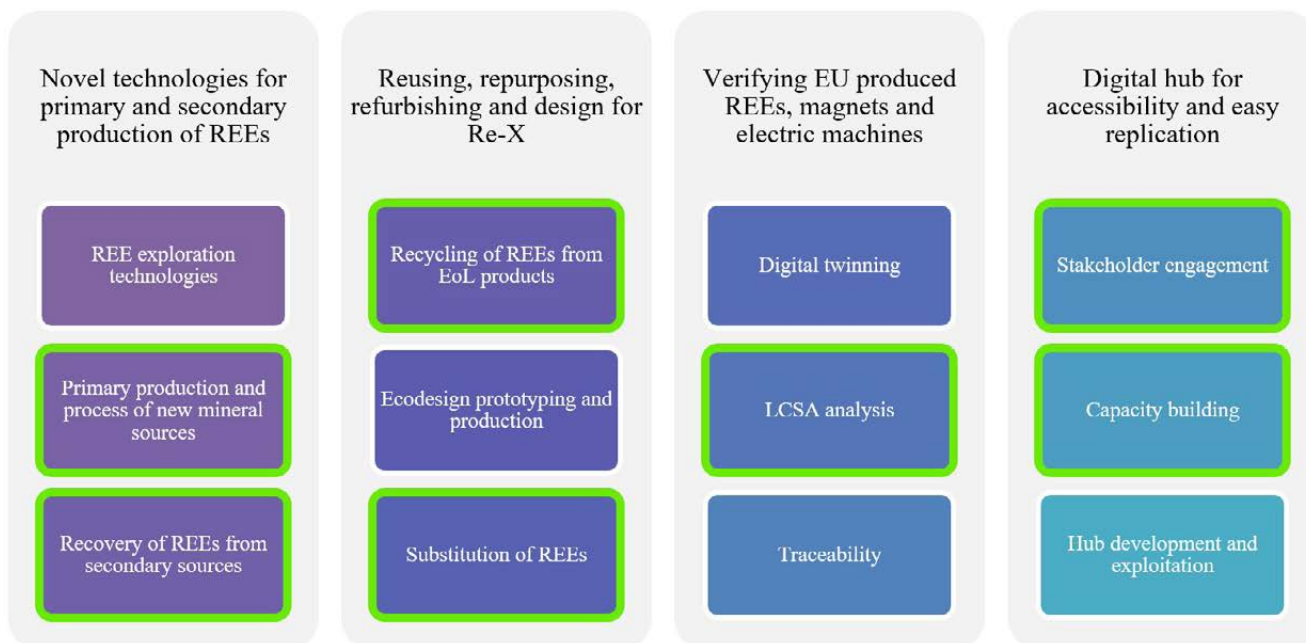 Novel technologies for
primary and secondary
production of REEs
REE exploration
technologies
Primary production and
process of new mineral
sources
Recovery of REEs from
secondary sources
Reusing, repurposing,
refurbishing and design for
Re-X
Recycling of REEs from
EoL products
Ecodesign prototyping and
production
Substitution of REEs
Verifying EU produced
REEs, magnets and
electric machines
Digital twinning
LCSA analysis
Traceability
Digital hub for
accessibility and easy
replication
Stakeholder engagement
Capacity building
Hub development and
exploitation